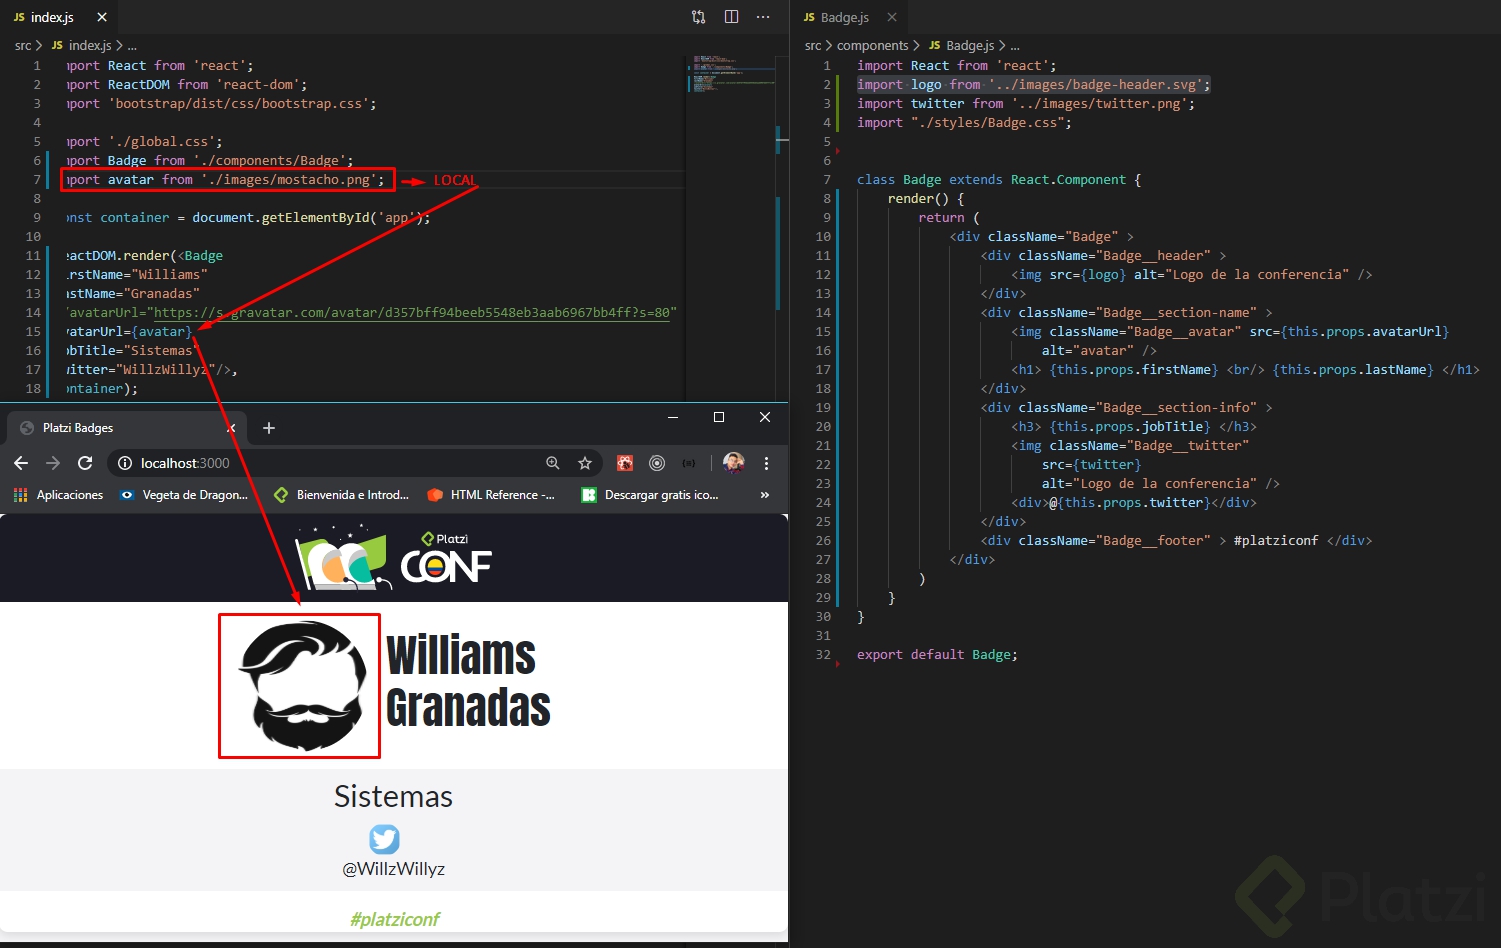 JS index.js
src > JS index.js > ...
1 mport React from 'react';
2 mport ReactDOM from 'react-dom';
3 mport 'bootstrap/dist/css/bootstrap.css';
4
5 mport './global.css';
6 mport Badge from './components/Badge';
7 mport avatar from './images/mostacho.png';
LOCAL
8
9 onst container = document.getElementById('app');
10
11 eactDOM.render(<Badge
12 irstName="Williams"
13 astName="Granadas"
14 /avatarUrl="https://s.gravatar.com/avatar/d357bff94beeb5548eb3aab6967bb4ff?s=80"
15 vatarUrl={avatar}
16 obTitle="Sistemas"
17 witter="WillzWillyz"/>,
18 ontainer);
Platzi Badges
localhost:3000
Aplicaciones
Vegeta de Dragon...
Bienvenida e Introd...
HTML Reference -...
Descargar gratis ico...
»
Platzi
CONF
Williams
Granadas
Sistemas
@WillzWillyz
#platziconf
JS Badge.js
src > components > JS Badge.js > ...
1 import React from 'react';
2 import logo from '../images/badge-header.svg';
3 import twitter from '../images/twitter.png';
4 import "./styles/Badge.css";
5
6
7 class Badge extends React.Component {
8 render() {
9 return (
10 <div className="Badge" >
11 <div className="Badge__header" >
12 <img src={logo} alt="Logo de la conferencia" />
13 </div>
14 <div className="Badge__section-name" >
15 <img className="Badge__avatar" src={this.props.avatarUrl}
16 alt="avatar" />
17 <h1> {this.props.firstName} <br/> {this.props.lastName} </h1>
18 </div>
19 <div className="Badge__section-info" >
20 <h3> {this.props.jobTitle} </h3>
21 <img className="Badge__twitter"
22 src={twitter}
23 alt="Logo de la conferencia" />
24 <div>@{this.props.twitter}</div>
25 </div>
26 <div className="Badge__footer" > #platziconf </div>
27 </div>
28 )
29 }
30 }
31
32 export default Badge;
Platzi